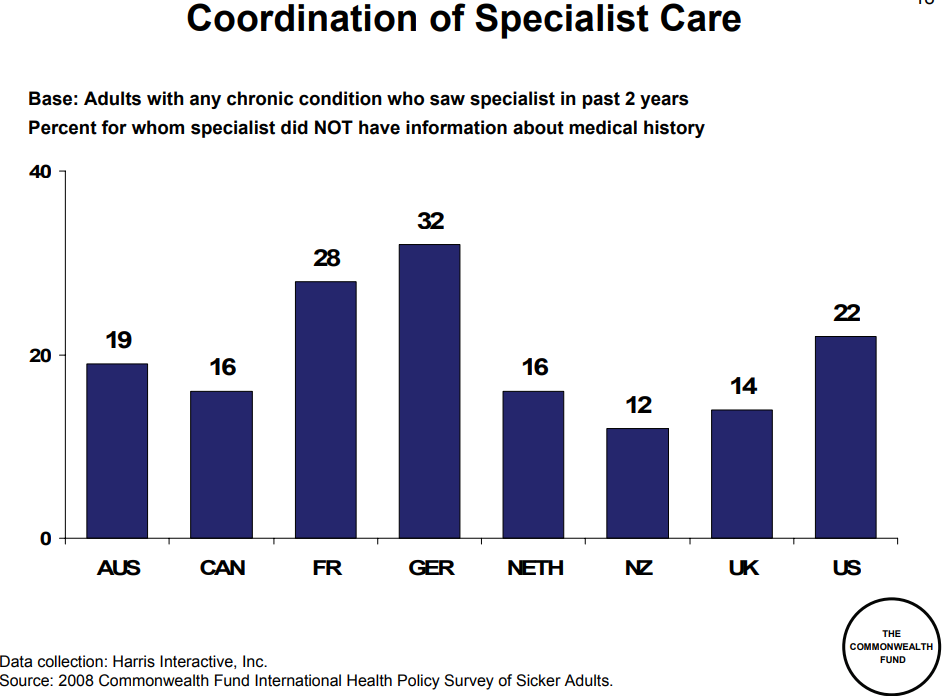 Coordination of Specialist Care
Base: Adults with any chronic condition who saw specialist in past 2 years
Percent for whom specialist did NOT have information about medical history
40
32
28
22
19
20
16
16
14
12
0
AUS CAN FR GER NETH NZ UK US
THE
COMMONWEALTH
FUND
Data collection: Harris Interactive, Inc.
Source: 2008 Commonwealth Fund International Health Policy Survey of Sicker Adults.